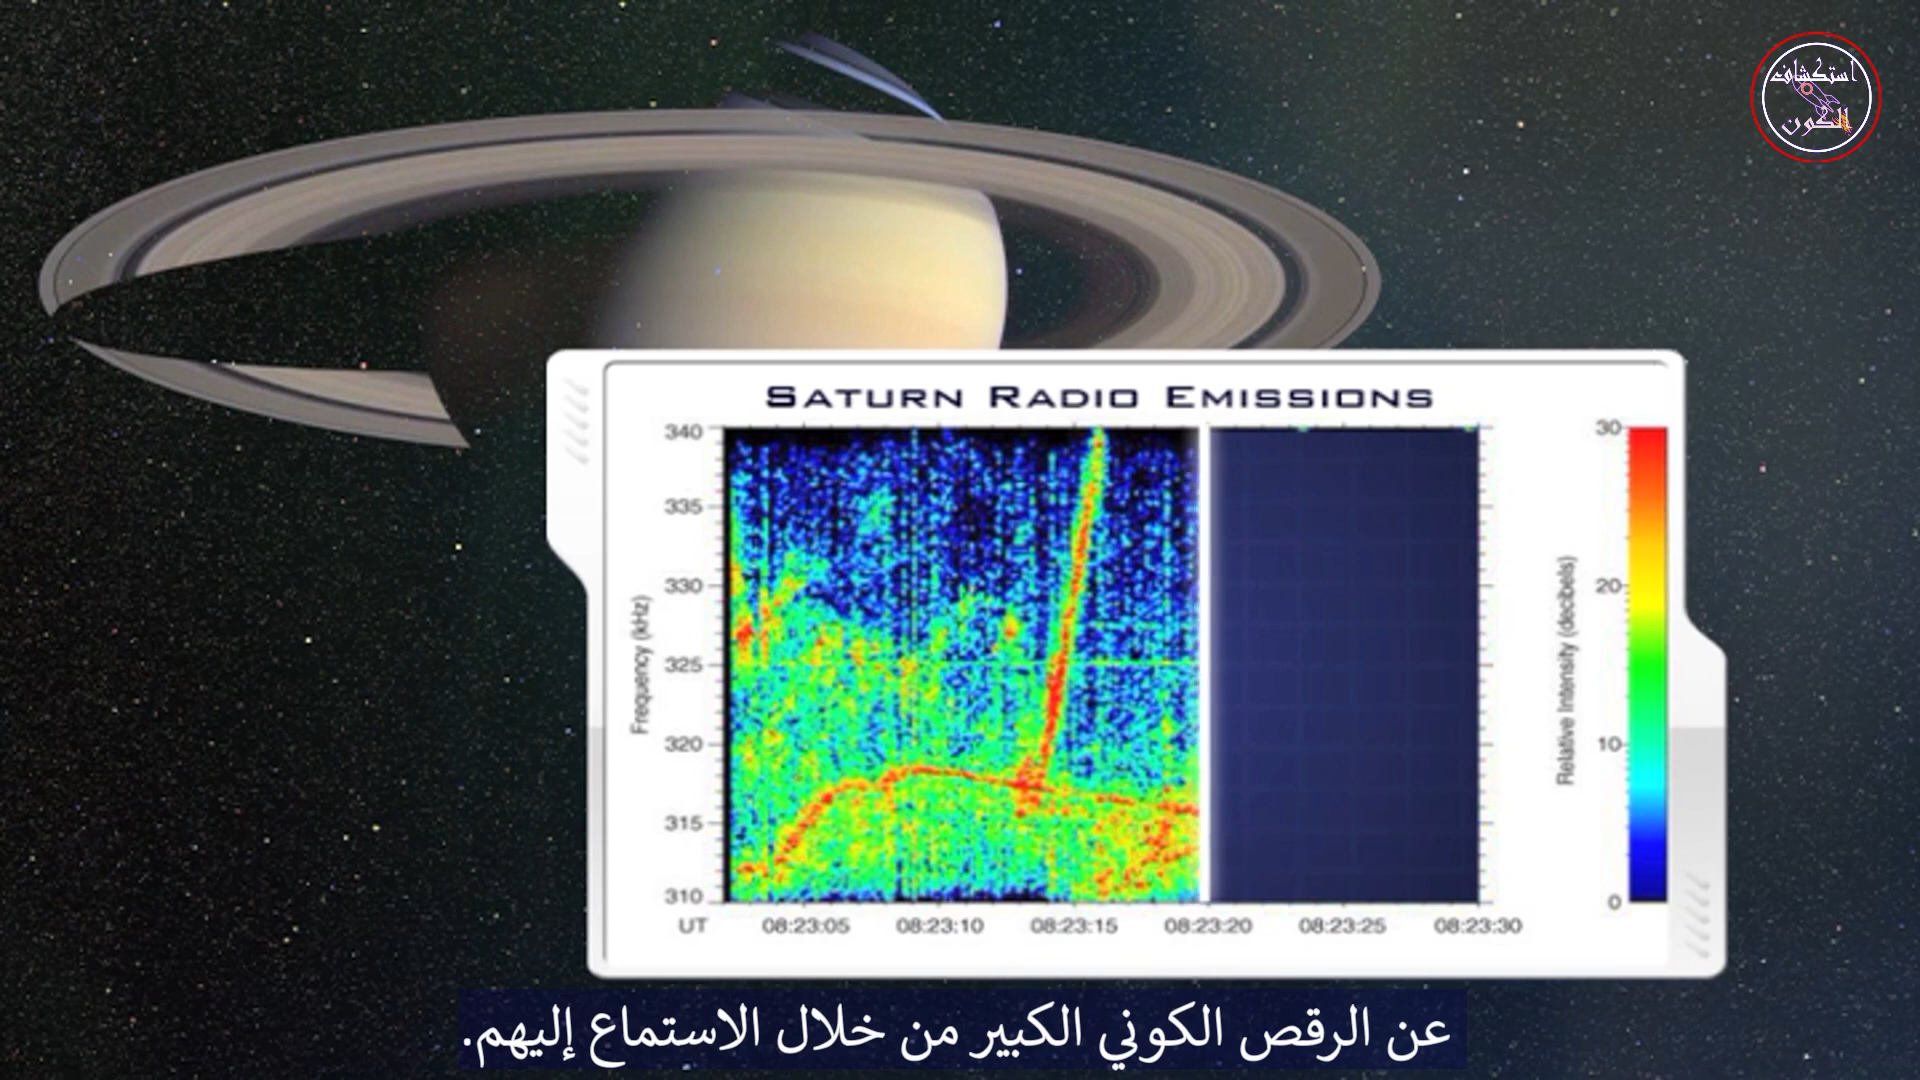 استكشاف
الكون
SATURN RADIO EMISSIONS
340
335
330
325
320
315
310
Frequency (kHz)
UT 08:23:05 08:23:10 08:23:15 08:23:20 08:23:25 08:23:30
30
20
10
0
Relative Intensity (decibels)
عن الرقص الكوني الكبير من خلال الاستماع إليهم.